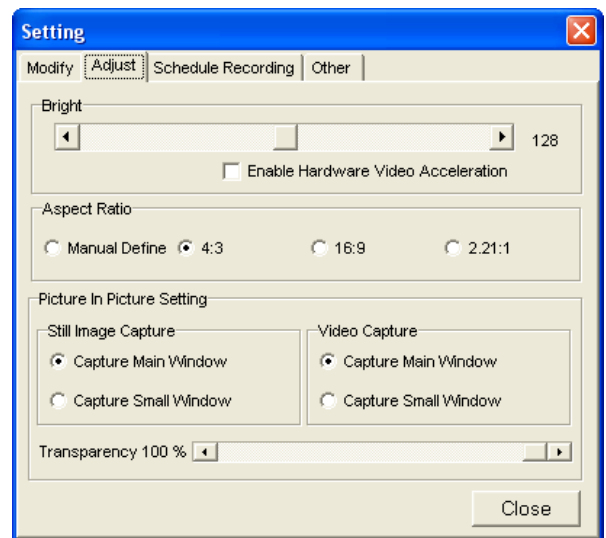 Setting
Modify Adjust Schedule Recording Other
Bright
128
Enable Hardware Video Acceleration
Aspect Ratio
Manual Define 4:3 16:9 2.21:1
Picture In Picture Setting
Still Image Capture Video Capture
Capture Main Window Capture Main Window
Capture Small Window Capture Small Window
Transparency 100 %
Close